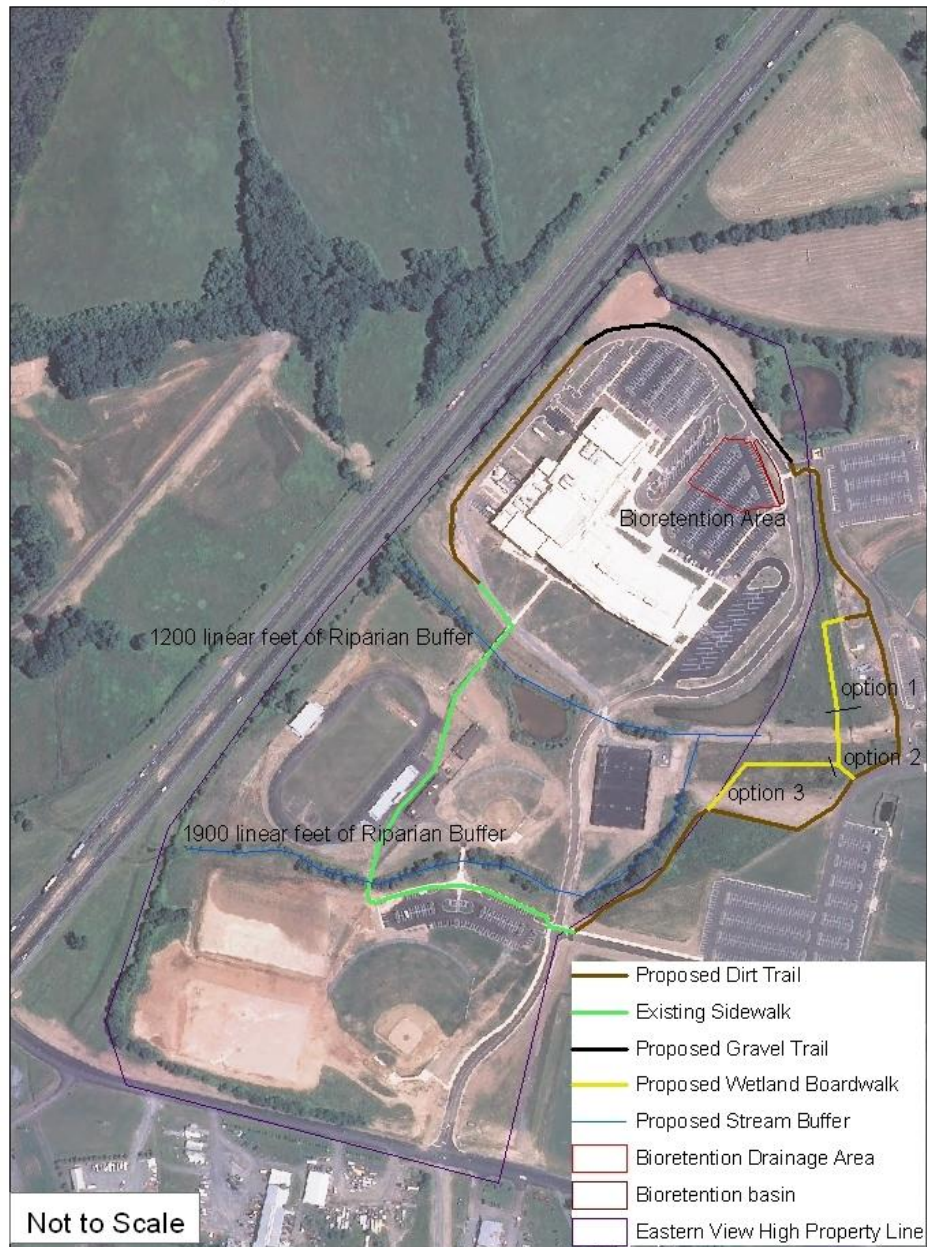 Bioretention Area
1200 linear feet of Riparian Buffer
option 1
option 2
option 3
1900 linear feet of Riparian Buffer
Proposed Dirt Trail
Existing Sidewalk
Proposed Gravel Trail
Proposed Wetland Boardwalk
Proposed Stream Buffer
Bioretention Drainage Area
Bioretention basin
Eastern View High Property Line
Not to Scale